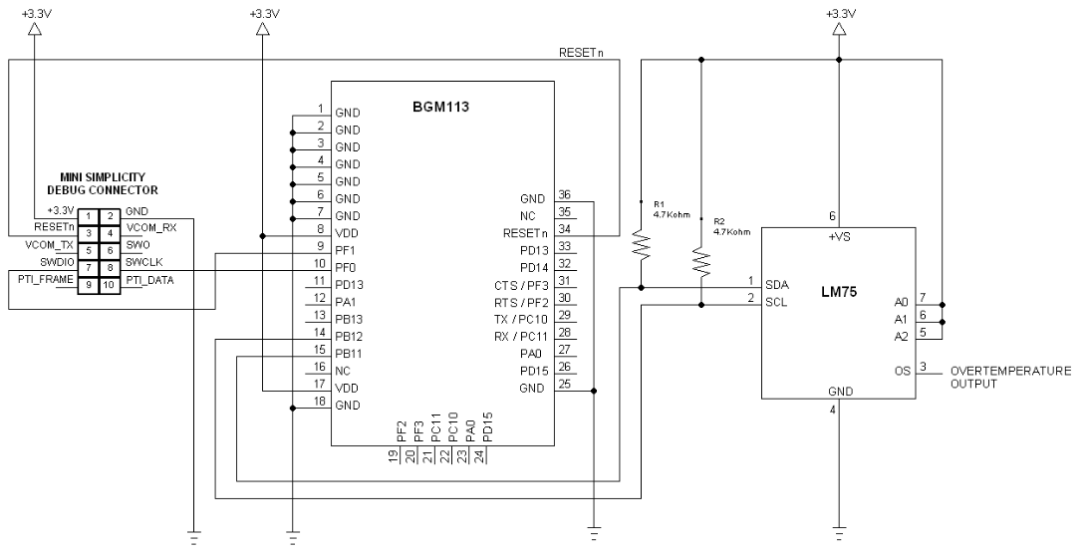 +3.3V
+3.3V
+3.3V
RESETn
BGM113
1 GND
2 GND
3 GND
4 GND
5 GND
6 GND
7 GND
8 VDD
9 PF1
10 PF0
11 PD13
12 PA1
13 PB13
14 PB12
15 PB11
16 NC
17 VDD
18 GND
GND 36
NC 35
RESETn 34
PD13 33
PD14 32
CTS / PF3 31
RTS / PF2 30
TX / PC10 29
RX / PC11 28
PA0 27
PD15 26
GND 25
PF2 PF3 PC11 PC10 PA0 PD15
19 20 21 22 23 24
MINI SIMPLICITY
DEBUG CONNECTOR
+3.3V 1 2 GND
RESETn 3 4 VCOM_RX
VCOM_TX 5 6 SWO
SWDIO 7 8 SWCLK
PTI_FRAME 9 10 PTI_DATA
R1
4.7Kohm
R2
4.7Kohm
6
+VS
LM75
1 SDA
2 SCL
A0 7
A1 6
A2 5
OS 3 OVERTEMPERATURE
OUTPUT
GND
4